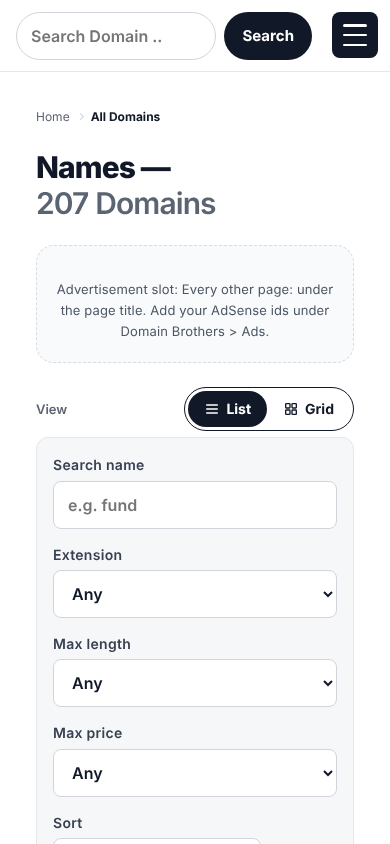 Search Domain ..
Search
Home
All Domains
Names —
207 Domains
Advertisement slot: Every other page: under
the page title. Add your AdSense ids under
Domain Brothers > Ads.
View
List
Grid
Search name
e.g. fund
Extension
Any
Max length
Any
Max price
Any
Sort